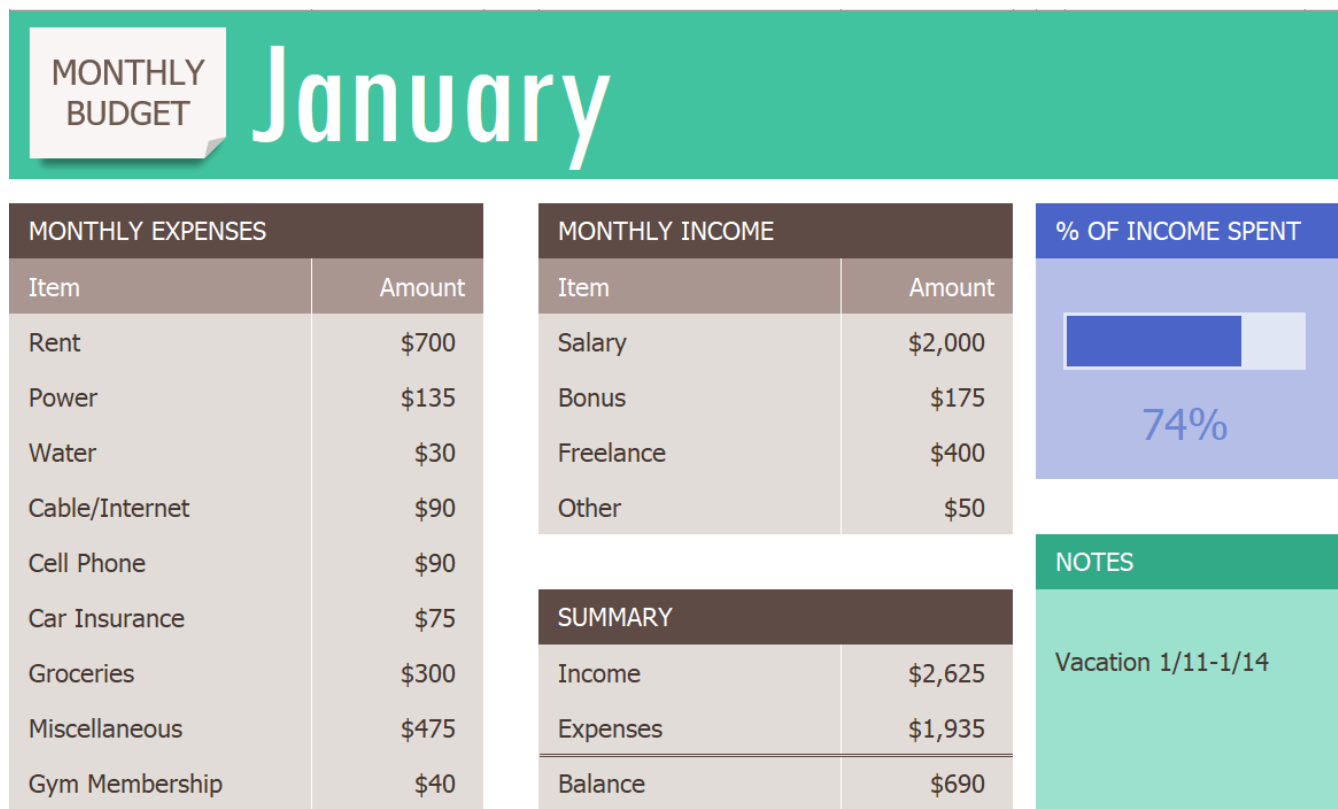 MONTHLY
BUDGET
January
MONTHLY EXPENSES
Item Amount
Rent $700
Power $135
Water $30
Cable/Internet $90
Cell Phone $90
Car Insurance $75
Groceries $300
Miscellaneous $475
Gym Membership $40
MONTHLY INCOME
Item Amount
Salary $2,000
Bonus $175
Freelance $400
Other $50
SUMMARY
Income $2,625
Expenses $1,935
Balance $690
% OF INCOME SPENT
74%
NOTES
Vacation 1/11-1/14